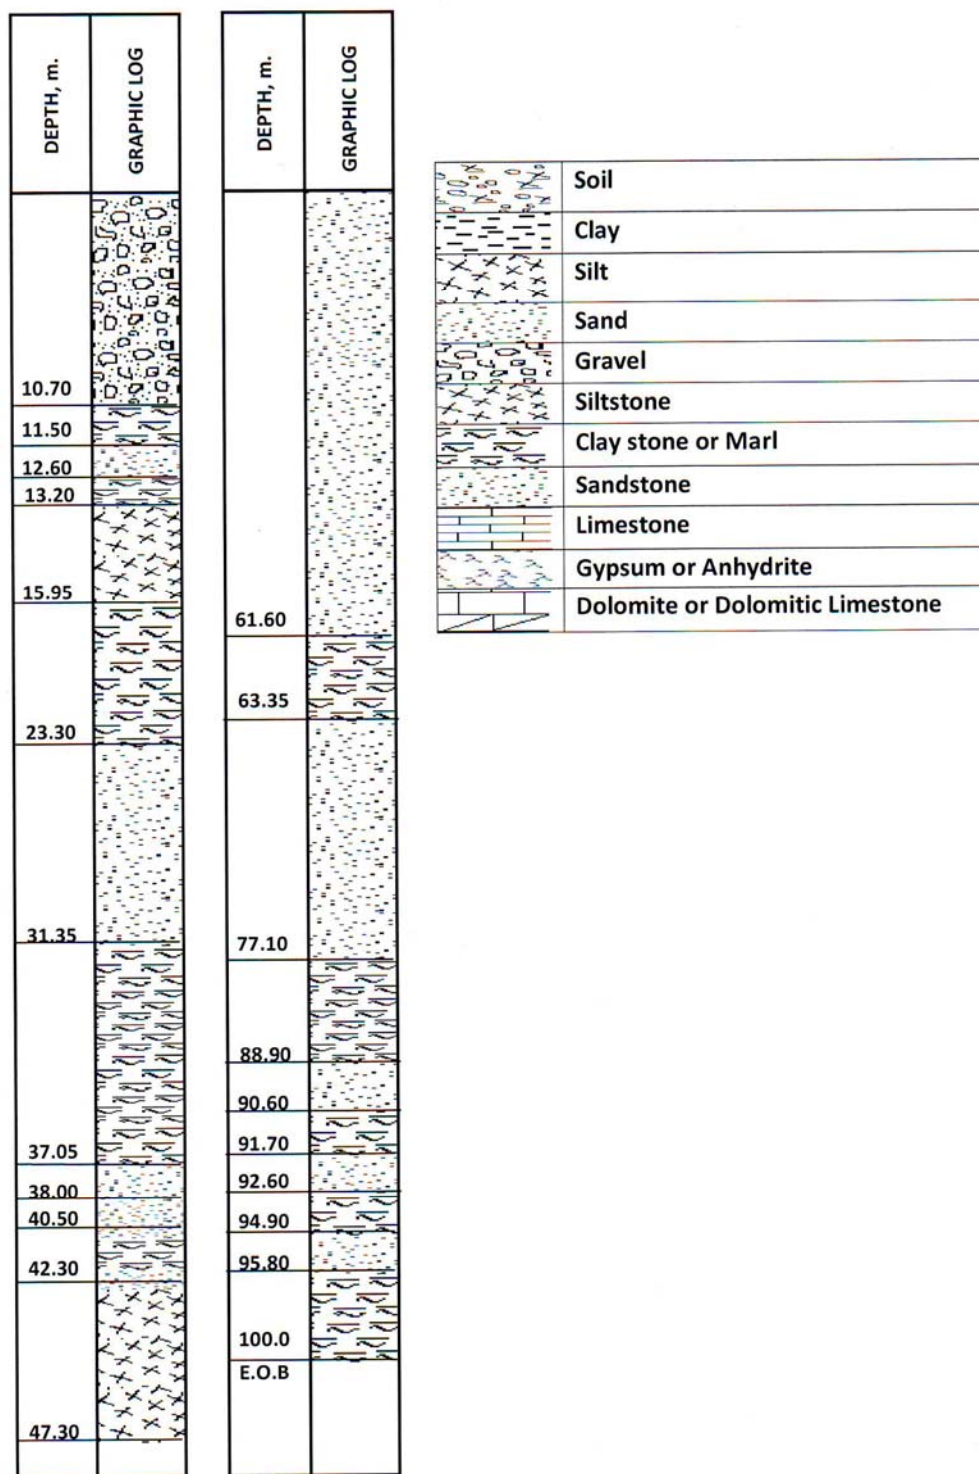 DEPTH, m.
GRAPHIC LOG
10.70
11.50
12.60
13.20
15.95
23.30
31.35
37.05
38.00
40.50
42.30
47.30
DEPTH, m.
GRAPHIC LOG
61.60
63.35
77.10
88.90
90.60
91.70
92.60
94.90
95.80
100.0
E.O.B
Soil
Clay
Silt
Sand
Gravel
Siltstone
Clay stone or Marl
Sandstone
Limestone
Gypsum or Anhydrite
Dolomite or Dolomitic Limestone